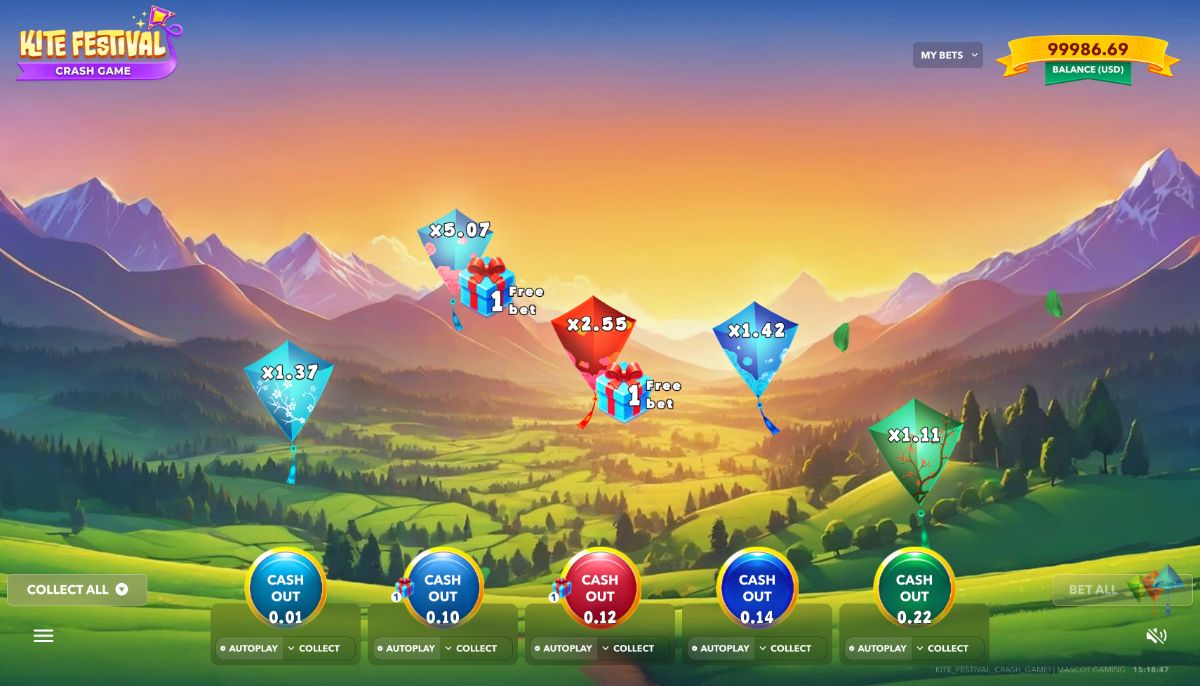 KITE FESTIVAL
CRASH GAME
MY BETS
99986.69
BALANCE (USD)
x5.07
1 Free
bet
x2.55
1 Free
bet
x1.42
x1.37
x1.11
COLLECT ALL
CASH
OUT
0.01
1
CASH
OUT
0.10
1
CASH
OUT
0.12
CASH
OUT
0.14
CASH
OUT
0.22
BET ALL
AUTOPLAY COLLECT
AUTOPLAY COLLECT
AUTOPLAY COLLECT
AUTOPLAY COLLECT
AUTOPLAY COLLECT
KITE_FESTIVAL_CRASH_GAME! | MASCOT GAMING 15:18:47